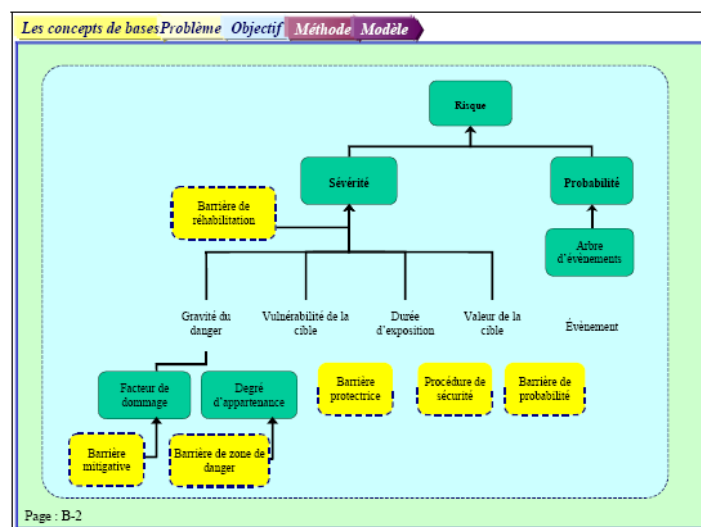 Les concepts de bases Problème Objectif Méthode Modèle
Risque
Sévérité
Probabilité
Barrière de
réhabilitation
Arbre
d'évènements
Gravité du
danger
Vulnérabilité de la
cible
Durée
d'exposition
Valeur de la
cible
Évènement
Facteur de
dommage
Degré
d'appartenance
Barrière
protectrice
Procédure de
sécurité
Barrière de
probabilité
Barrière
mitigative
Barrière de zone de
danger
Page : B-2